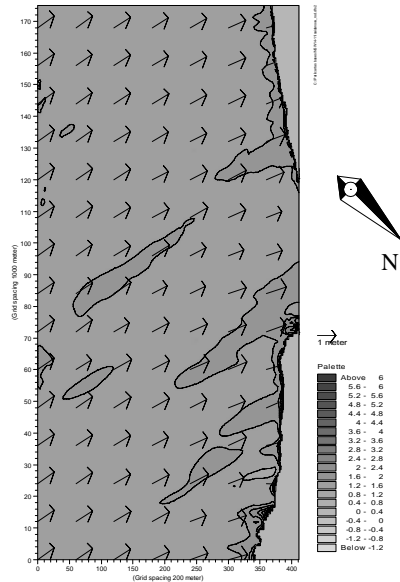 170
160
150
140
130
120
110
100
90
80
70
60
50
40
30
20
10
0
(Grid spacing 1000 meter)
0 50 100 150 200 250 300 350 400
(Grid spacing 200 meter)
N
1 meter
Palette
Above 6
5.6 - 6
5.2 - 5.6
4.8 - 5.2
4.4 - 4.8
4 - 4.4
3.6 - 4
3.2 - 3.6
2.8 - 3.2
2.4 - 2.8
2 - 2.4
1.6 - 2
1.2 - 1.6
0.8 - 1.2
0.4 - 0.8
0 - 0.4
-0.4 - 0
-0.8 - -0.4
-1.2 - -0.8
Below -1.2